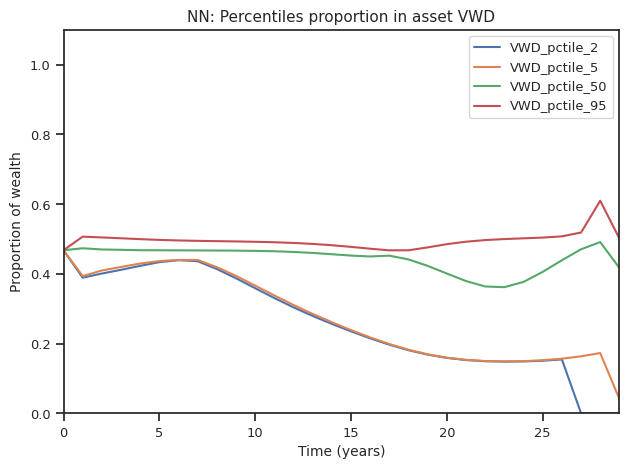 NN: Percentiles proportion in asset VWD
VWD_pctile_2
VWD_pctile_5
VWD_pctile_50
VWD_pctile_95
Proportion of wealth
1.0
0.8
0.6
0.4
0.2
0.0
0 5 10 15 20 25
Time (years)